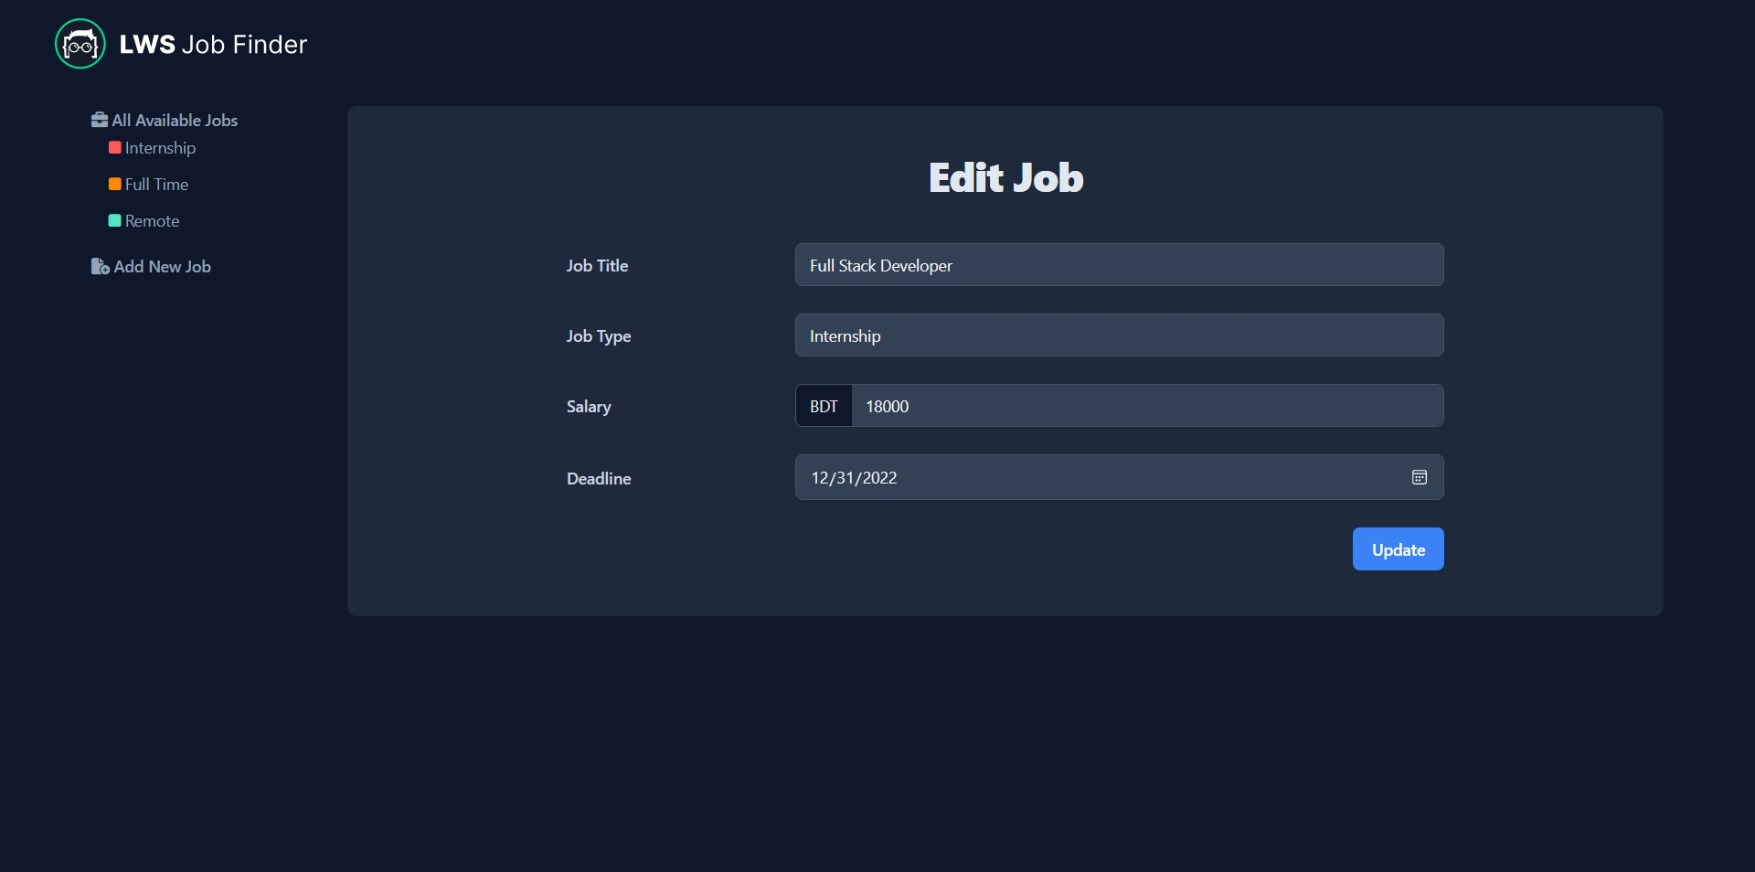 LWS Job Finder
All Available Jobs
Internship
Full Time
Remote
Add New Job
Edit Job
Job Title
Full Stack Developer
Job Type
Internship
Salary
BDT 18000
Deadline
12/31/2022
Update